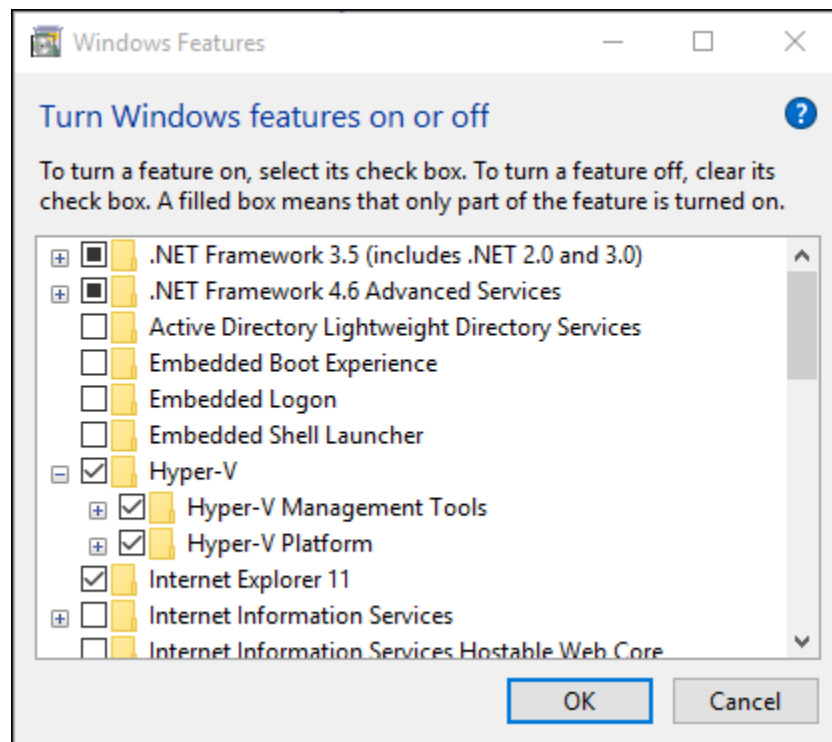 Windows Features
Turn Windows features on or off
?
To turn a feature on, select its check box. To turn a feature off, clear its
check box. A filled box means that only part of the feature is turned on.
.NET Framework 3.5 (includes .NET 2.0 and 3.0)
.NET Framework 4.6 Advanced Services
Active Directory Lightweight Directory Services
Embedded Boot Experience
Embedded Logon
Embedded Shell Launcher
Hyper-V
Hyper-V Management Tools
Hyper-V Platform
Internet Explorer 11
Internet Information Services
Internet Information Services Hostable Web Core
OK Cancel